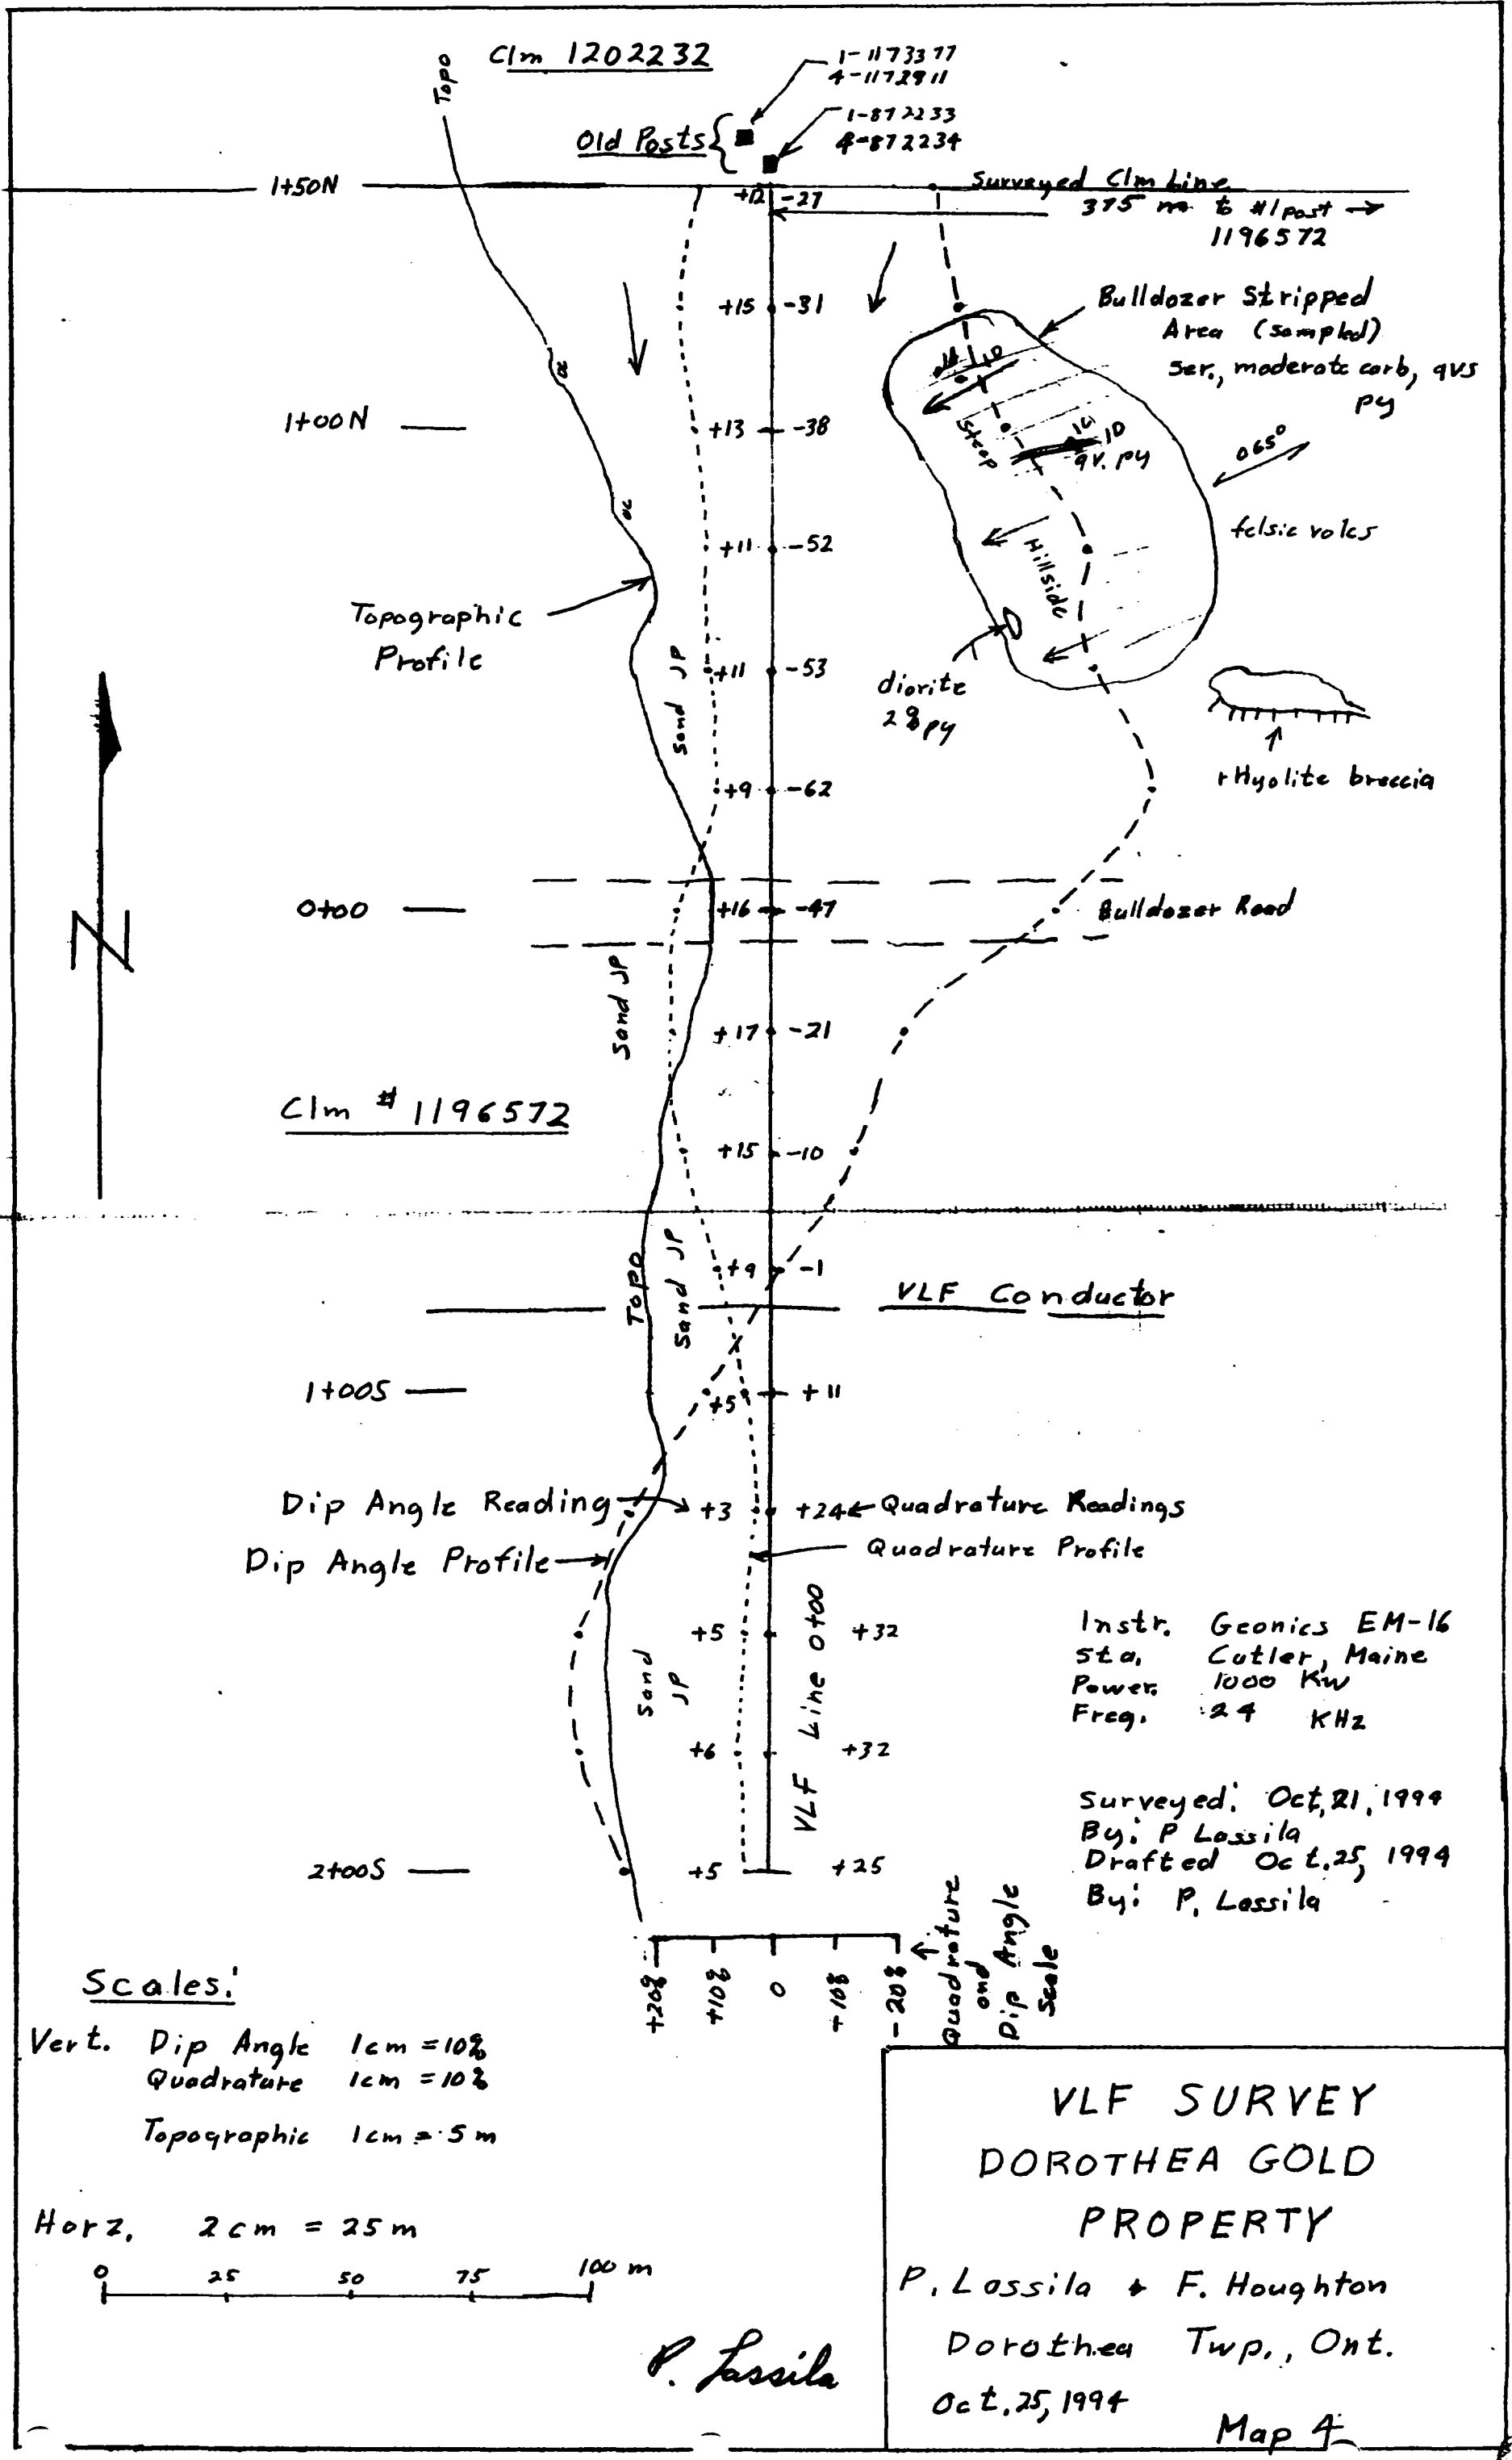 Clm 1202232
1-1173377
4-1172911
Topo
1-872233
4-872234
Old Posts
1+50N
Surveyed Clm Line
+12 -27
375 m to #1 post →
1196572
+15 -31
Bulldozer Stripped
Area (sampled)
Ser., moderate carb, qvs
py
oc
1+00N
+13 -38
Steep
10
qv. py
065°
oc
+11 -52
felsic volcs
Hillside
Topographic
Profile
Sand JP
+11 -53
diorite
2% py
+9 -62
rHyolite breccia
0+00
+16 -47
Bulldozer Road
Sand JP
+17 -21
Clm # 1196572
+15 -10
N
Topo
Sand JP
+9 -1
VLF Conductor
1+00S
+5 +11
Dip Angle Reading
+3 +24
Quadrature Readings
Dip Angle Profile
Quadrature Profile
+5 +32
VLF Line 0+00
Sand
JP
Instr. Geonics EM-16
Sta. Cutler, Maine
Power. 1000 KW
Freq. 24 KHz
+6 +32
Surveyed: Oct, 21, 1994
By: P Lassila
Drafted Oct. 25, 1994
By: P. Lassila
2+00S
+5 +25
+20% +10% 0 +10% -20%
Quadrature
and
Dip Angle
Scale
Scales:
Vert. Dip Angle 1cm = 10%
Quadrature 1cm = 10%
Topographic 1cm = 5 m
Horz. 2cm = 25 m
0 25 50 75 100 m
P. Lassila
VLF SURVEY
DOROTHEA GOLD
PROPERTY
P. Lassila + F. Houghton
Dorothea Twp., Ont.
Oct. 25, 1994
Map 4